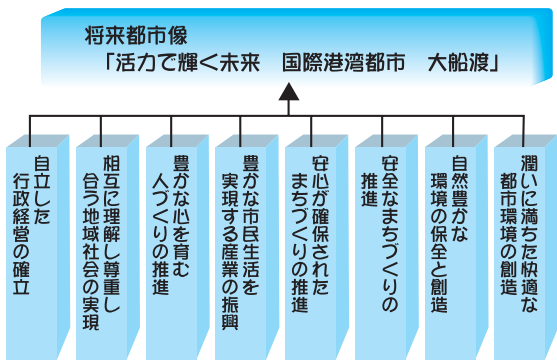 将来都市像
「活力で輝く未来　国際港湾都市　大船渡」
潤いに満ちた快適な
都市環境の創造
自然豊かな
環境の保全と創造
安全なまちづくりの
推進
安心が確保された
まちづくりの推進
豊かな市民生活を
実現する産業の振興
豊かな心を育む
人づくりの推進
相互に理解し尊重し
合う地域社会の実現
自立した
行政経営の確立